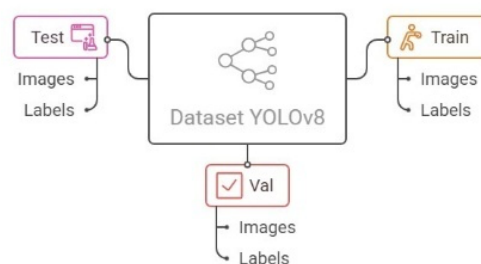 Test
Images
Labels
Dataset YOLOv8
Train
Images
Labels
Val
Images
Labels